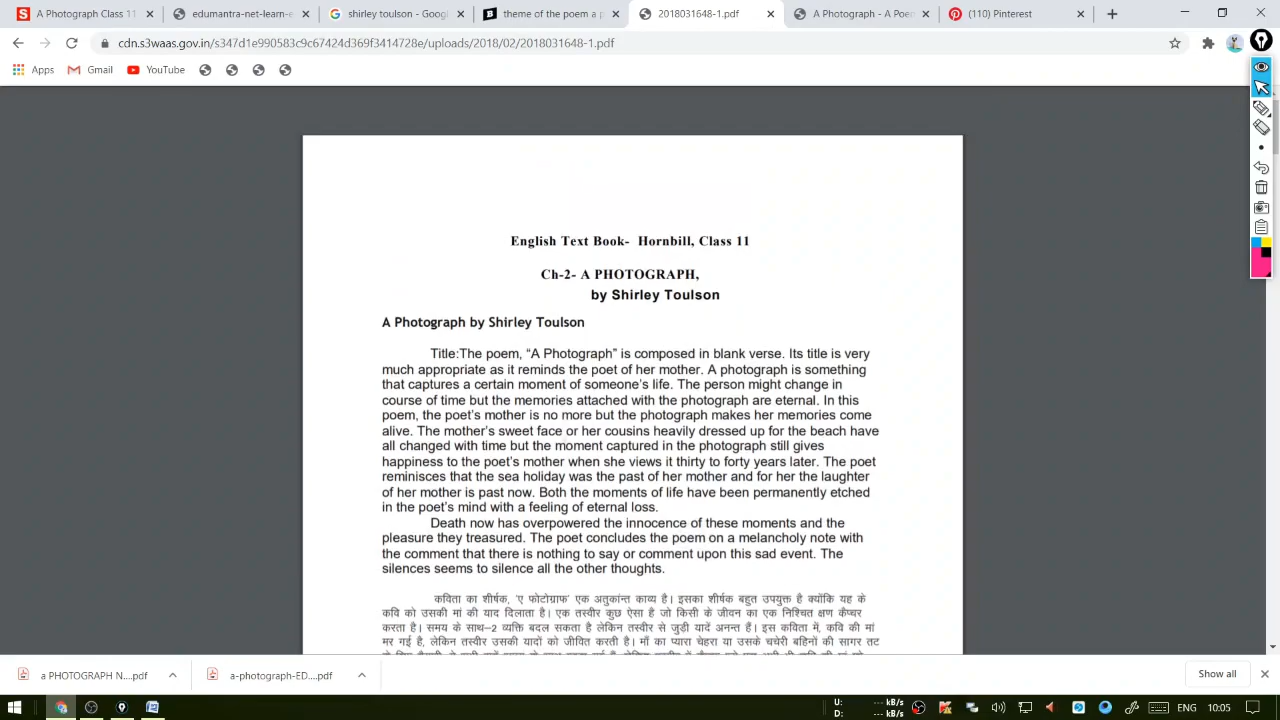 A Photograph Class 11
edumantra-net-learn-e
shirley toulson - Googl
theme of the poem a p
2018031648-1.pdf
A Photograph - A Poem
(110) Pinterest
cdn.s3waas.gov.in/s347d1e990583c9c67424d369f3414728e/uploads/2018/02/2018031648-1.pdf
Apps Gmail YouTube
English Text Book- Hornbill, Class 11
Ch-2- A PHOTOGRAPH,
by Shirley Toulson
A Photograph by Shirley Toulson
Title:The poem, “A Photograph” is composed in blank verse. Its title is very
much appropriate as it reminds the poet of her mother. A photograph is something
that captures a certain moment of someone’s life. The person might change in
course of time but the memories attached with the photograph are eternal. In this
poem, the poet’s mother is no more but the photograph makes her memories come
alive. The mother’s sweet face or her cousins heavily dressed up for the beach have
all changed with time but the moment captured in the photograph still gives
happiness to the poet’s mother when she views it thirty to forty years later. The poet
reminisces that the sea holiday was the past of her mother and for her the laughter
of her mother is past now. Both the moments of life have been permanently etched
in the poet’s mind with a feeling of eternal loss.
Death now has overpowered the innocence of these moments and the
pleasure they treasured. The poet concludes the poem on a melancholy note with
the comment that there is nothing to say or comment upon this sad event. The
silences seems to silence all the other thoughts.
कविता का शीर्षक, 'ए फोटोग्राफ' एक अतुकांन्त काव्य है। इसका शीर्षक बहुत उपयुक्त है क्योंकि यह के
कवि को उसकी मां की याद दिलाता है। एक तस्वीर कुछ ऐसा है जो किसी के जीवन का एक निश्चित क्षण कैप्चर
करता है। समय के साथ–2 व्यक्ति बदल सकता है लेकिन तस्वीर से जुडी यादें अनन्त हैं। इस कविता में, कवि की मां
मर गई है, लेकिन तस्वीर उसकी यादों को जीवित करती है। माँ का प्यारा चेहरा या उसके चचेरी बहिनों की सागर तट
a PHOTOGRAPH N....pdf
a-photograph-ED....pdf
Show all
U: --- kB/s
D: --- kB/s
ENG 10:05